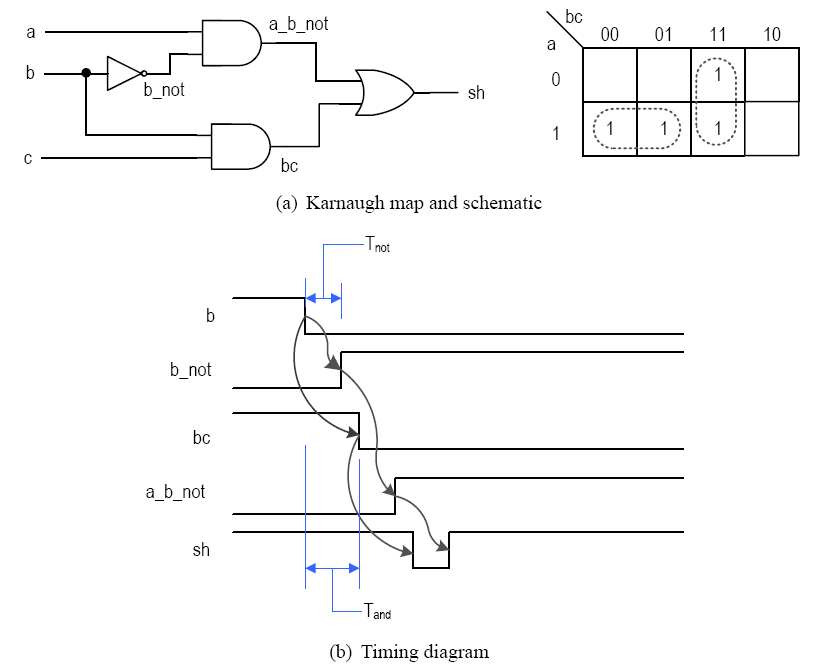 a
a_b_not
b
b_not
sh
c
bc
bc
a
00 01 11 10
0
1
1
1 1 1
(a) Karnaugh map and schematic
Tnot
b
b_not
bc
a_b_not
sh
Tand
(b) Timing diagram